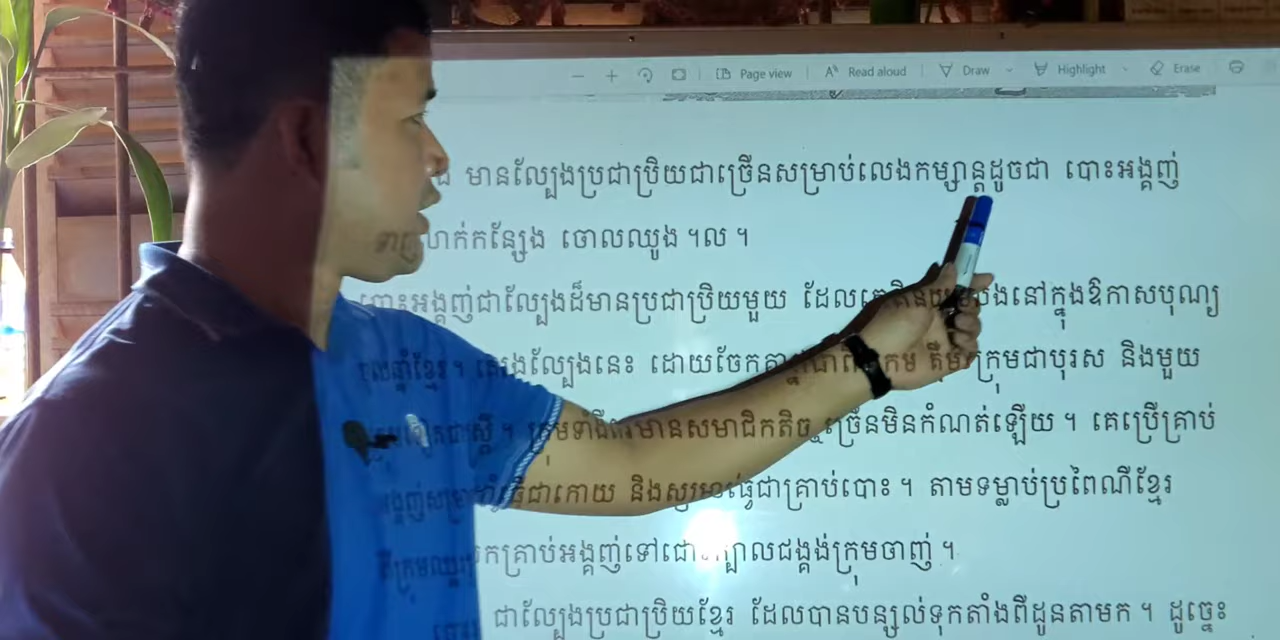 Page view Read aloud Draw Highlight Erase
មានល្បែងប្រជាប្រិយជាច្រើនសម្រាប់លេងកម្សាន្តដូចជា បោះអង្គញ់
លាក់កន្សែង ចោលឈូង ។ល ។
បោះអង្គញ់ជាល្បែងដ៏មានប្រជាប្រិយមួយ ដែលគេនិយមលេងនៅក្នុងឱកាសបុណ្យ
ចូលឆ្នាំខ្មែរ ។ គេលេងល្បែងនេះ ដោយចែកគ្នាជាពីរក្រុម គឺមួយក្រុមជាបុរស និងមួយ
ក្រុមទៀតជាស្ត្រី ។ ក្រុមទាំងពីរមានសមាជិកតិច ឬច្រើនមិនកំណត់ឡើយ ។ គេប្រើគ្រាប់
អង្គញ់សម្រាប់ធ្វើជាកោយ និងសម្រាប់ធ្វើជាគ្រាប់បោះ ។ តាមទម្លាប់ប្រពៃណីខ្មែរ
គឺក្រុមឈ្នះយកគ្រាប់អង្គញ់ទៅជោះក្បាលជង្គង់ក្រុមចាញ់ ។
ជាល្បែងប្រជាប្រិយខ្មែរ ដែលបានបន្សល់ទុកតាំងពីដូនតាមក ។ ដូច្នេះ